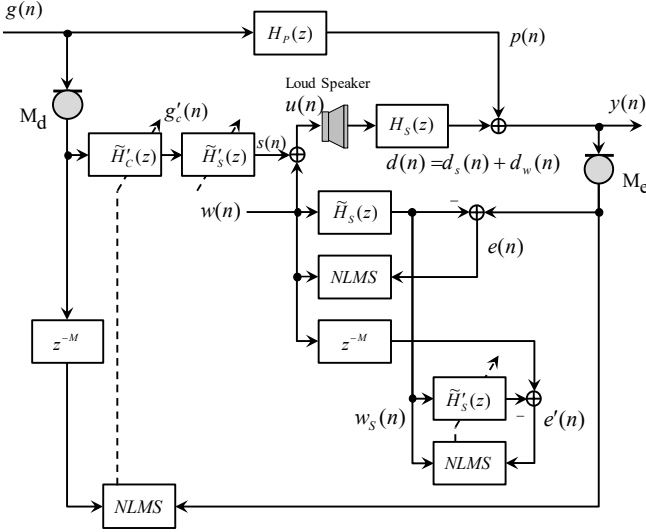 g(n)
H_P(z)
p(n)
M_d
Loud Speaker
g′_c(n)
u(n)
H_S(z)
y(n)
H̃′_C(z)
H̃′_S(z)
s(n)
d(n) = d_s(n) + d_w(n)
M_e
w(n)
H̃_S(z)
−
e(n)
NLMS
z^{-M}
z^{-M}
H̃′_S(z)
−
w_S(n)
e′(n)
NLMS
NLMS